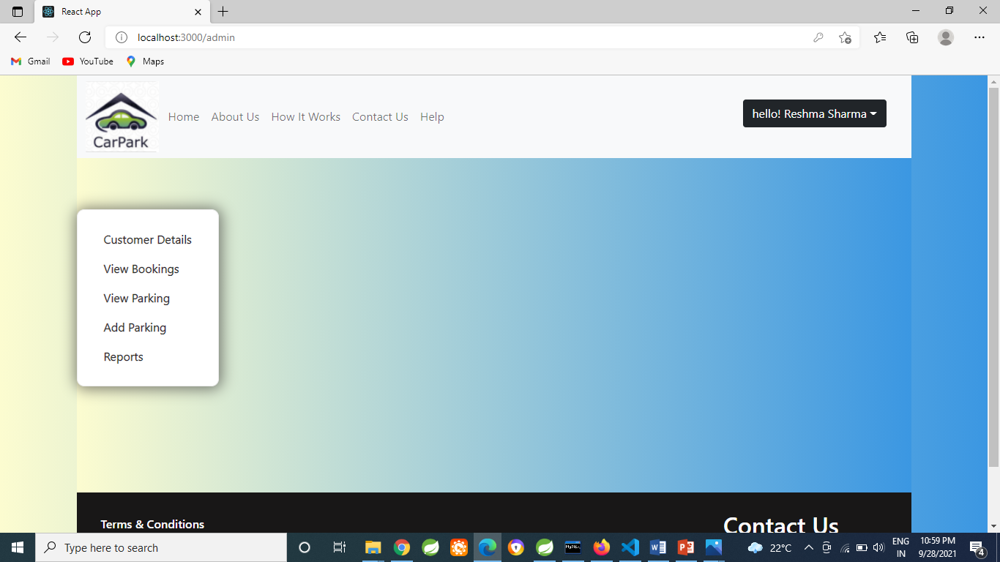 React App
localhost:3000/admin
Gmail YouTube Maps
CarPark
Home About Us How It Works Contact Us Help
hello! Reshma Sharma
Customer Details
View Bookings
View Parking
Add Parking
Reports
Terms & Conditions
Contact Us
Type here to search
MySQL
22°C
ENG
IN
10:59 PM
9/28/2021
4